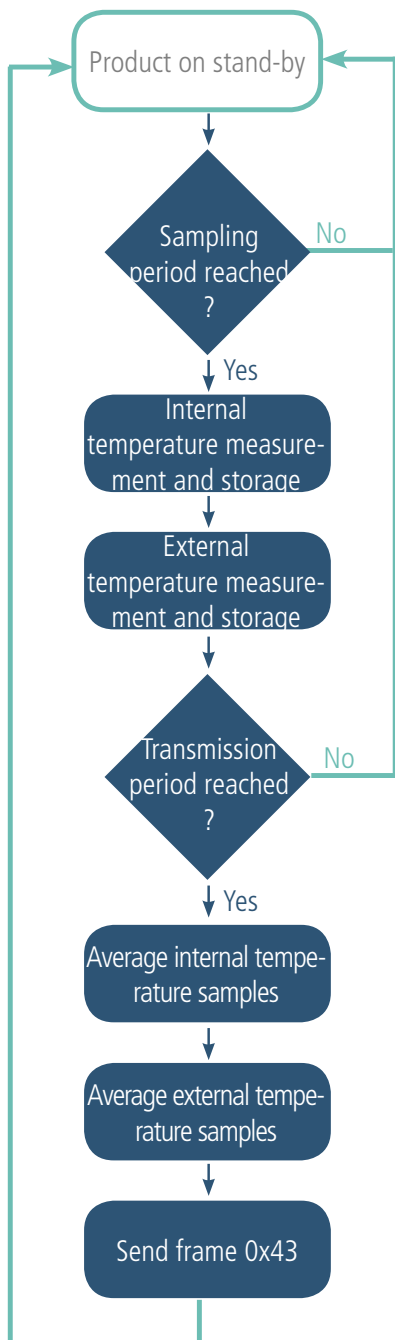 Product on stand-by
Sampling
period reached
?
No
Yes
Internal
temperature measure-
ment and storage
External
temperature measure-
ment and storage
Transmission
period reached
?
No
Yes
Average internal tempe-
rature samples
Average external tempe-
rature samples
Send frame 0x43